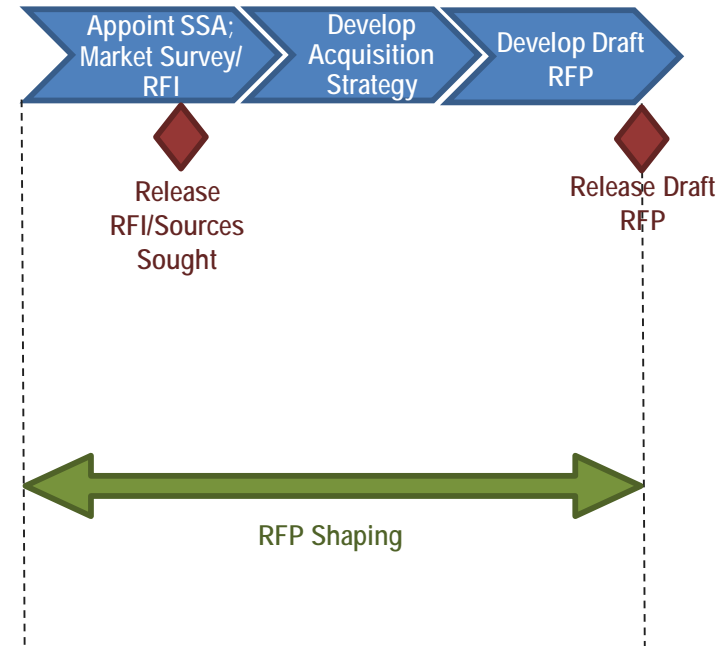 Appoint SSA;
Market Survey/
RFI
Develop
Acquisition
Strategy
Develop Draft
RFP
Release
RFI/Sources
Sought
Release Draft
RFP
RFP Shaping